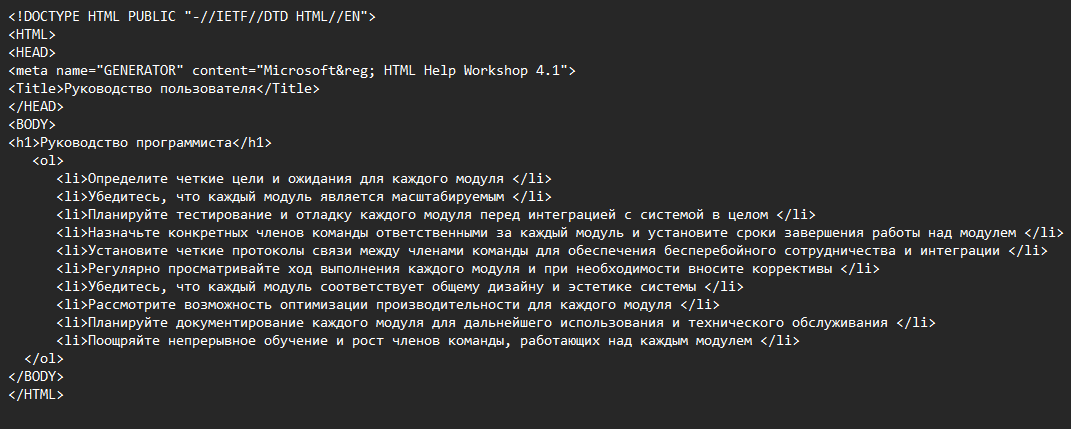 <!DOCTYPE HTML PUBLIC "-//IETF//DTD HTML//EN">
<HTML>
<HEAD>
<meta name="GENERATOR" content="Microsoft&reg; HTML Help Workshop 4.1">
<Title>Руководство пользователя</Title>
</HEAD>
<BODY>
<h1>Руководство программиста</h1>
<ol>
<li>Определите четкие цели и ожидания для каждого модуля </li>
<li>Убедитесь, что каждый модуль является масштабируемым </li>
<li>Планируйте тестирование и отладку каждого модуля перед интеграцией с системой в целом </li>
<li>Назначьте конкретных членов команды ответственными за каждый модуль и установите сроки завершения работы над модулем </li>
<li>Установите четкие протоколы связи между членами команды для обеспечения бесперебойного сотрудничества и интеграции </li>
<li>Регулярно просматривайте ход выполнения каждого модуля и при необходимости вносите коррективы </li>
<li>Убедитесь, что каждый модуль соответствует общему дизайну и эстетике системы </li>
<li>Рассмотрите возможность оптимизации производительности для каждого модуля </li>
<li>Планируйте документирование каждого модуля для дальнейшего использования и технического обслуживания </li>
<li>Поощряйте непрерывное обучение и рост членов команды, работающих над каждым модулем </li>
</ol>
</BODY>
</HTML>